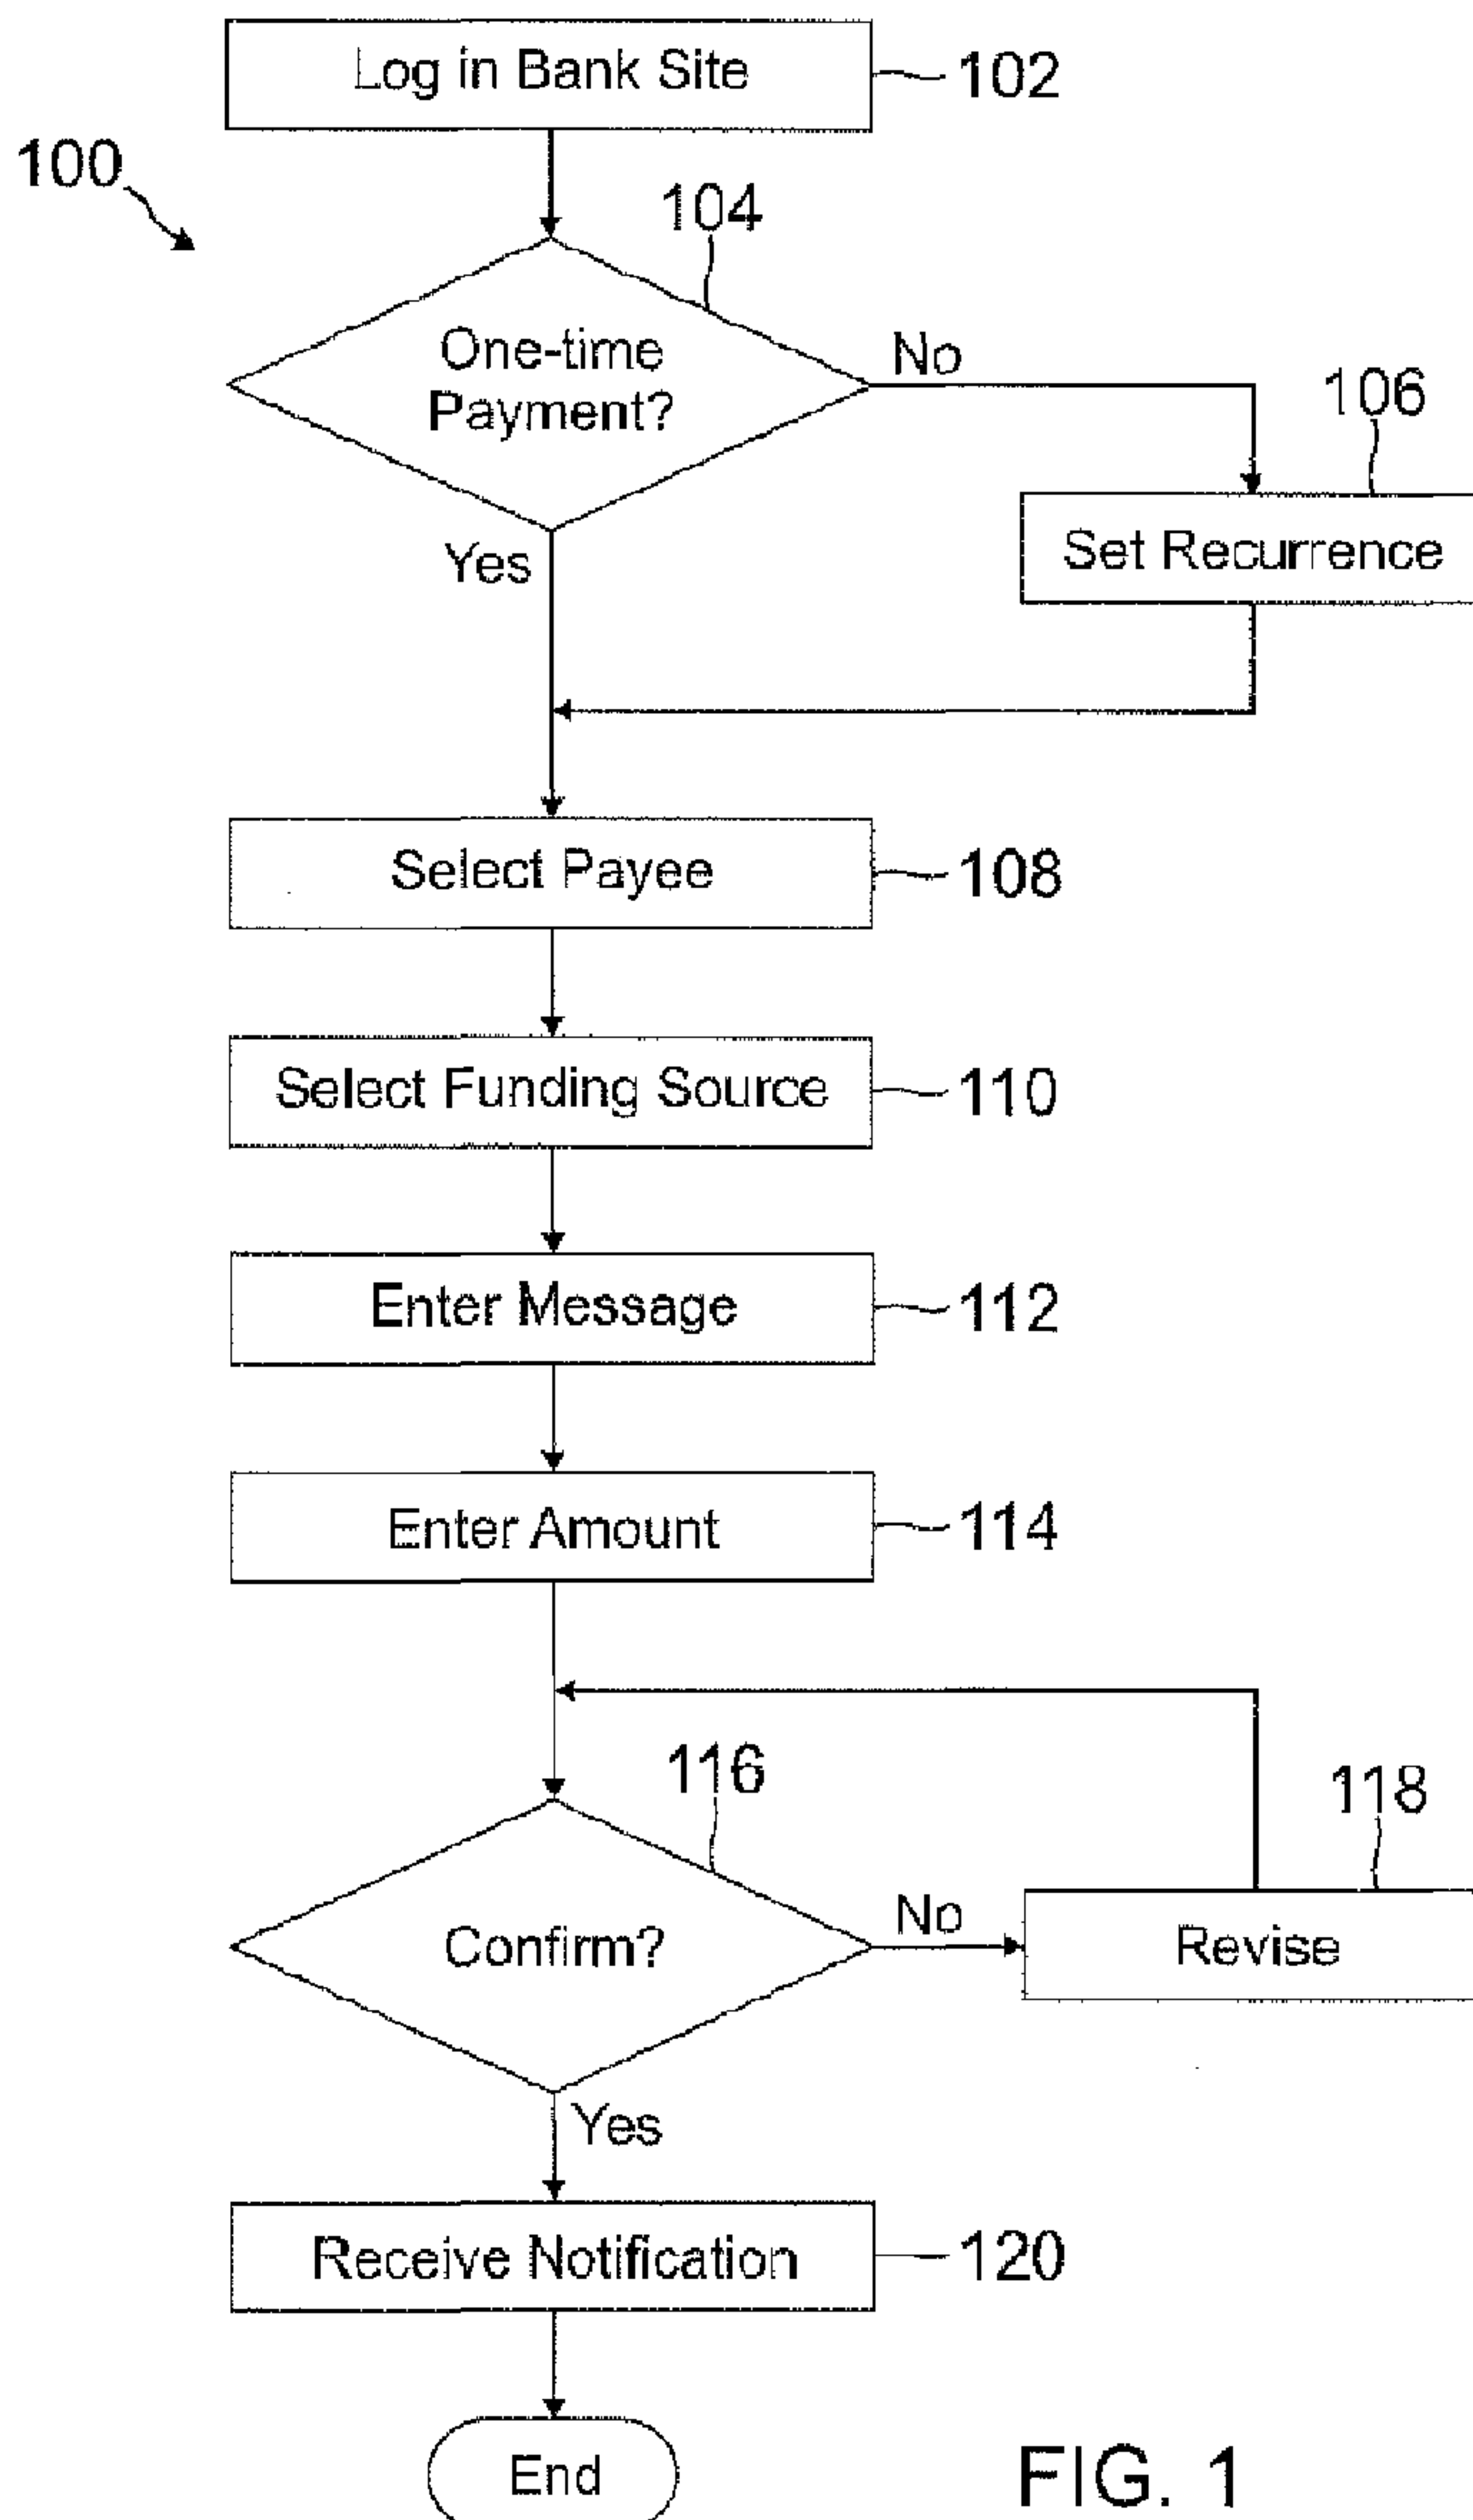 Log in Bank Site
102
100
104
One-time
Payment?
No
106
Set Recurrence
Yes
Select Payee
108
Select Funding Source
110
Enter Message
112
Enter Amount
114
116
118
Confirm?
No
Revise
Yes
Receive Notification
120
End
FIG. 1